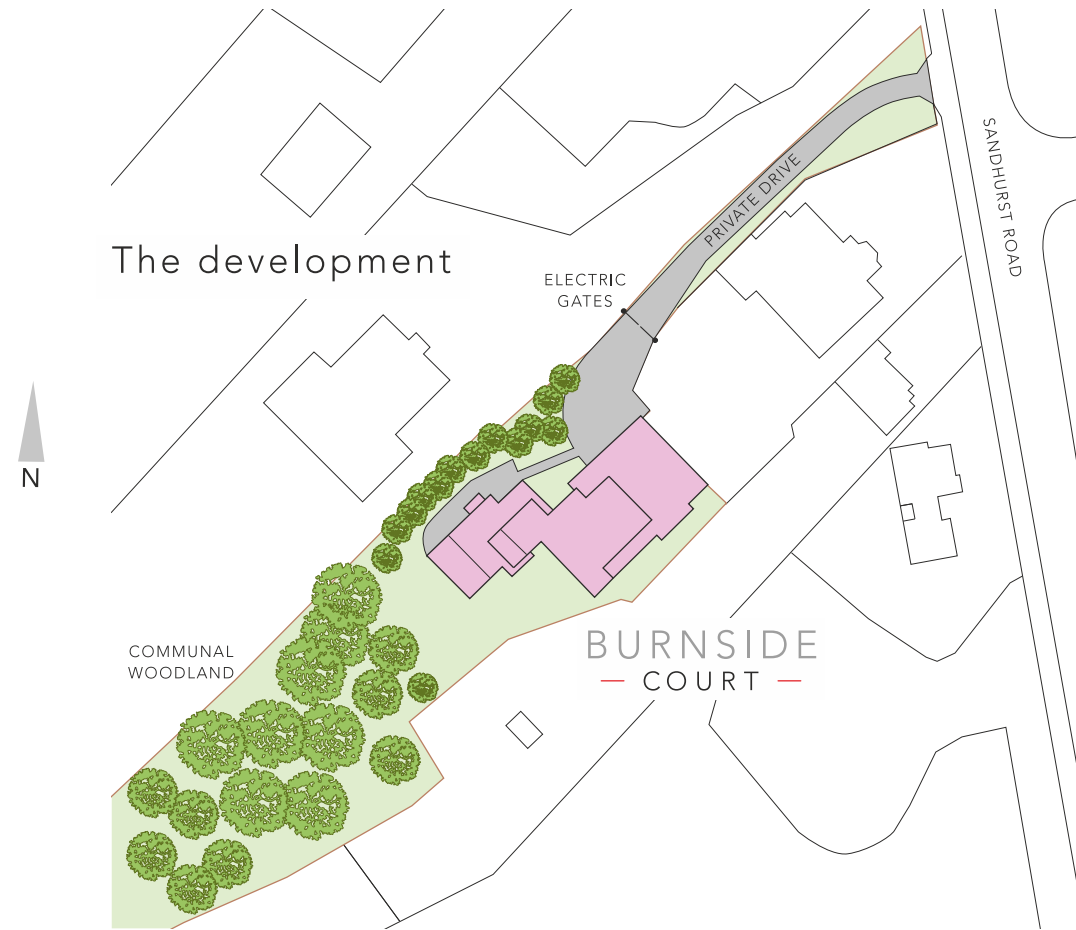 SANDHURST ROAD
PRIVATE DRIVE
The development
ELECTRIC
GATES
N
COMMUNAL
WOODLAND
BURNSIDE
COURT